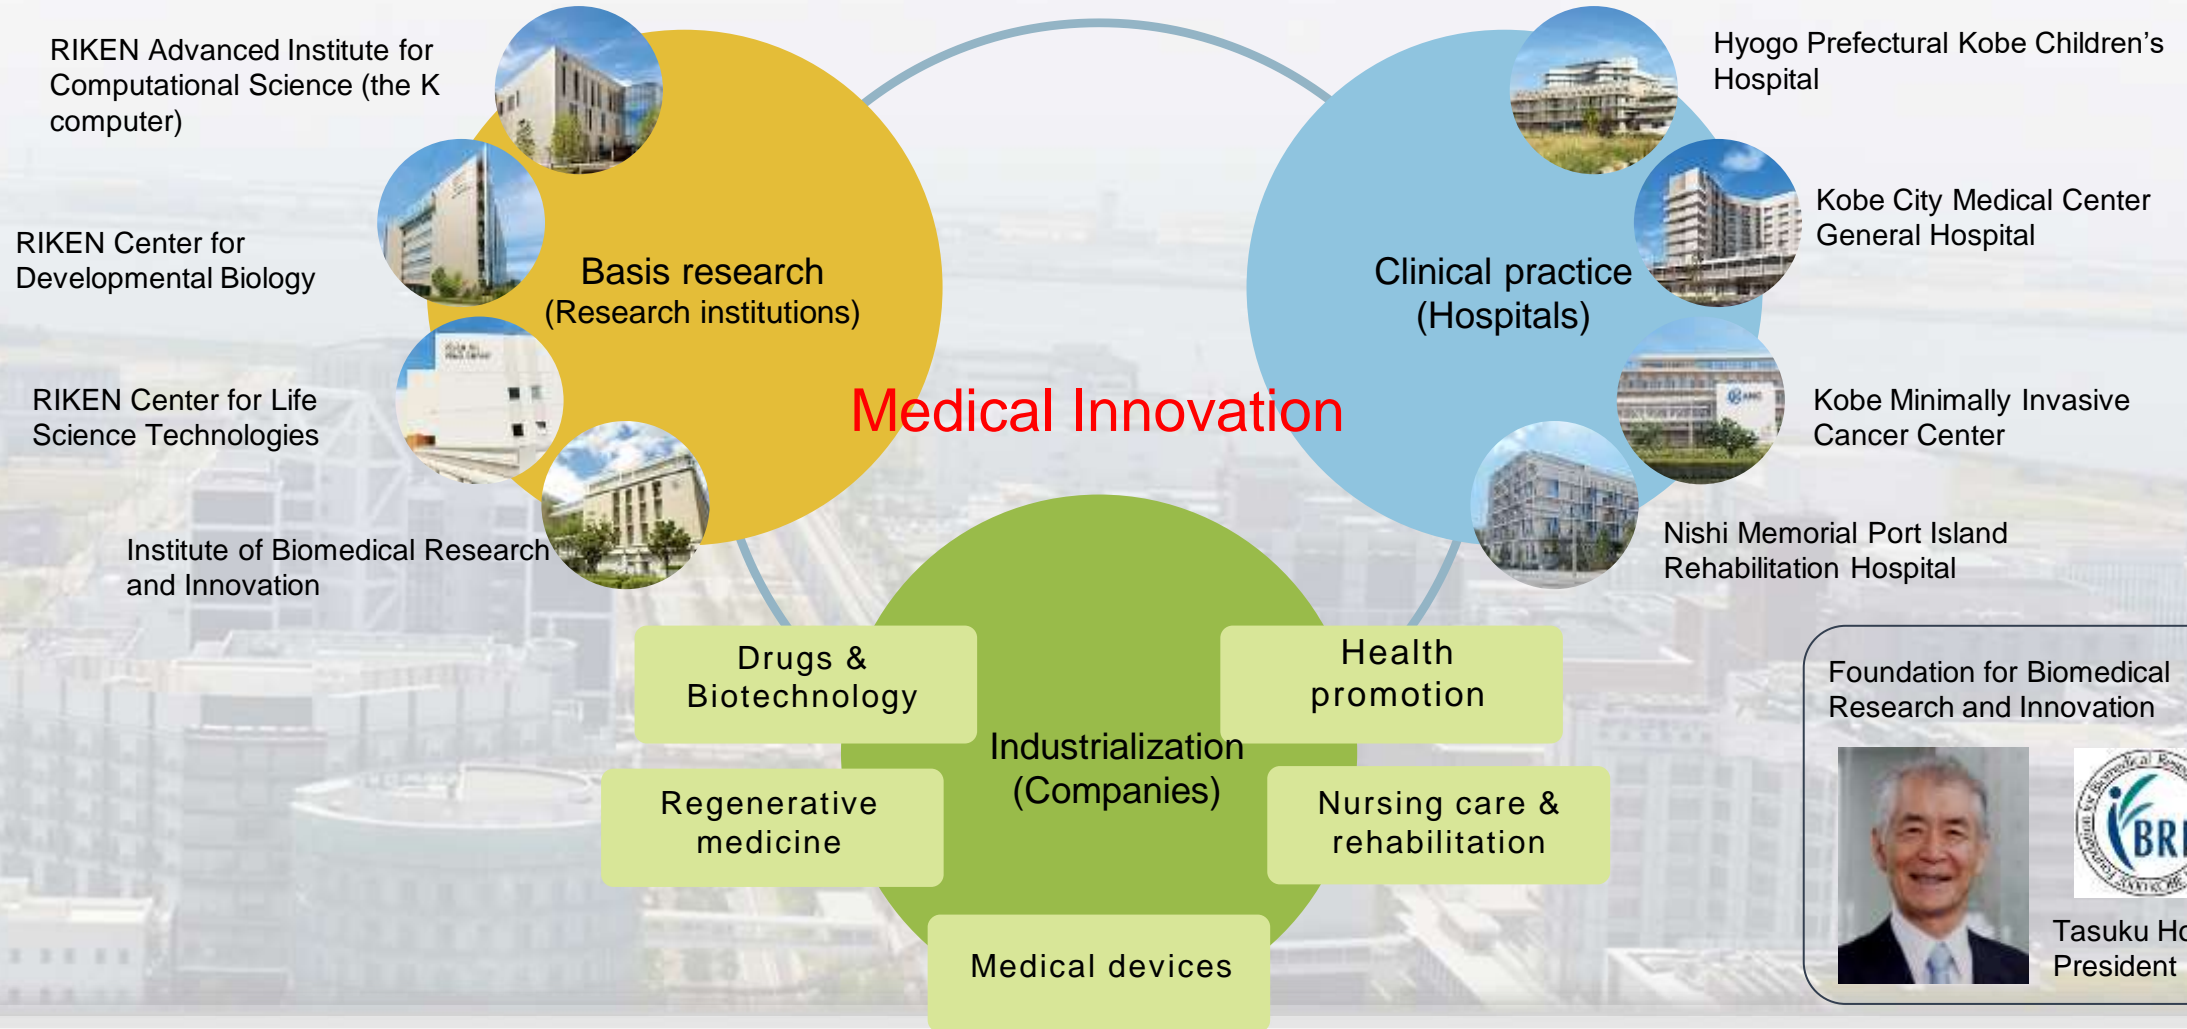 RIKEN Advanced Institute for
Computational Science (the K
computer)
RIKEN Center for
Developmental Biology
RIKEN Center for Life
Science Technologies
Institute of Biomedical Research
and Innovation
Basis research
(Research institutions)
Medical Innovation
Clinical practice
(Hospitals)
Hyogo Prefectural Kobe Children's
Hospital
Kobe City Medical Center
General Hospital
Kobe Minimally Invasive
Cancer Center
Nishi Memorial Port Island
Rehabilitation Hospital
Drugs &
Biotechnology
Health
promotion
Industrialization
(Companies)
Regenerative
medicine
Nursing care &
rehabilitation
Medical devices
Foundation for Biomedical
Research and Innovation
Tasuku
President